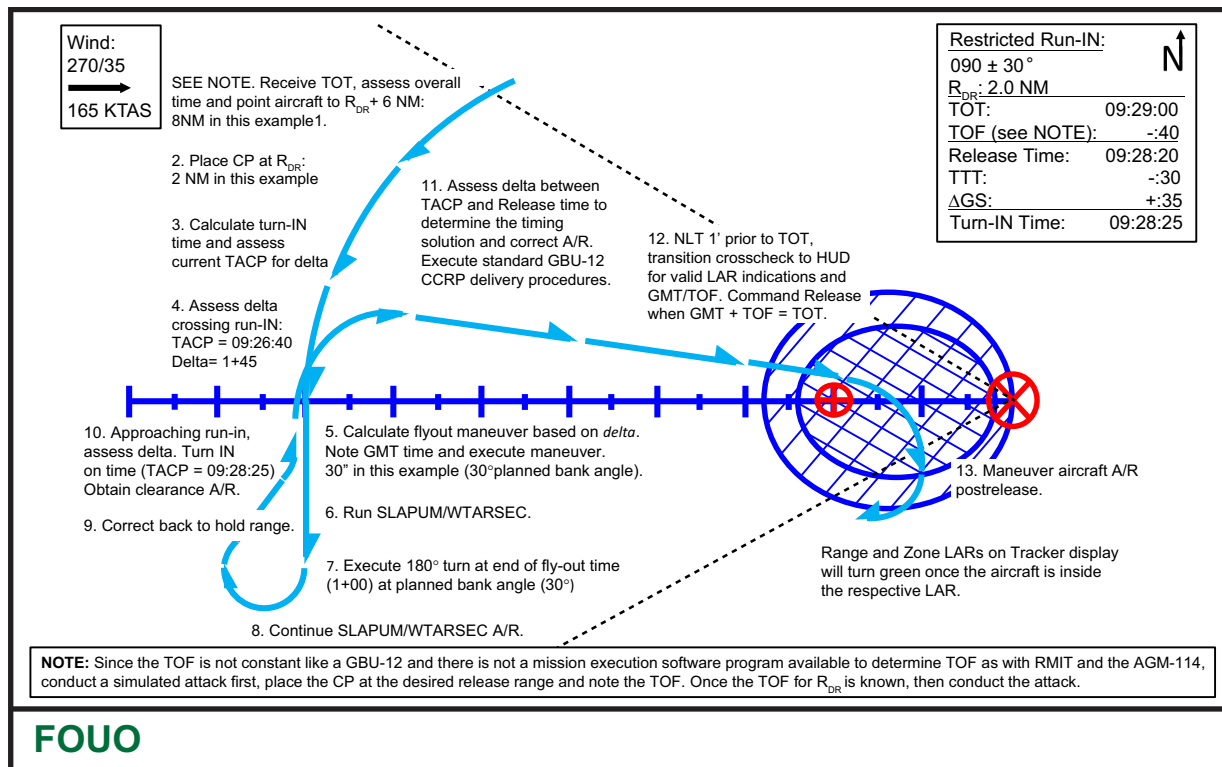 Wind:
270/35
165 KTAS
SEE NOTE. Receive TOT, assess overall
time and point aircraft to RDR+ 6 NM:
8NM in this example1.
2. Place CP at RDR:
2 NM in this example
3. Calculate turn-IN
time and assess
current TACP for delta
4. Assess delta
crossing run-IN:
TACP = 09:26:40
Delta= 1+45
11. Assess delta between
TACP and Release time to
determine the timing
solution and correct A/R.
Execute standard GBU-12
CCRP delivery procedures.
12. NLT 1’ prior to TOT,
transition crosscheck to HUD
for valid LAR indications and
GMT/TOF. Command Release
when GMT + TOF = TOT.
Restricted Run-IN:
N
090 ± 30°
RDR: 2.0 NM
TOT: 09:29:00
TOF (see NOTE): -:40
Release Time: 09:28:20
TTT: -:30
ΔGS: +:35
Turn-IN Time: 09:28:25
10. Approaching run-in,
assess delta. Turn IN
on time (TACP = 09:28:25)
Obtain clearance A/R.
9. Correct back to hold range.
5. Calculate flyout maneuver based on delta.
Note GMT time and execute maneuver.
30” in this example (30°planned bank angle).
6. Run SLAPUM/WTARSEC.
7. Execute 180° turn at end of fly-out time
(1+00) at planned bank angle (30°)
8. Continue SLAPUM/WTARSEC A/R.
13. Maneuver aircraft A/R
postrelease.
Range and Zone LARs on Tracker display
will turn green once the aircraft is inside
the respective LAR.
NOTE: Since the TOF is not constant like a GBU-12 and there is not a mission execution software program available to determine TOF as with RMIT and the AGM-114,
conduct a simulated attack first, place the CP at the desired release range and note the TOF. Once the TOF for RDR is known, then conduct the attack.
FOUO